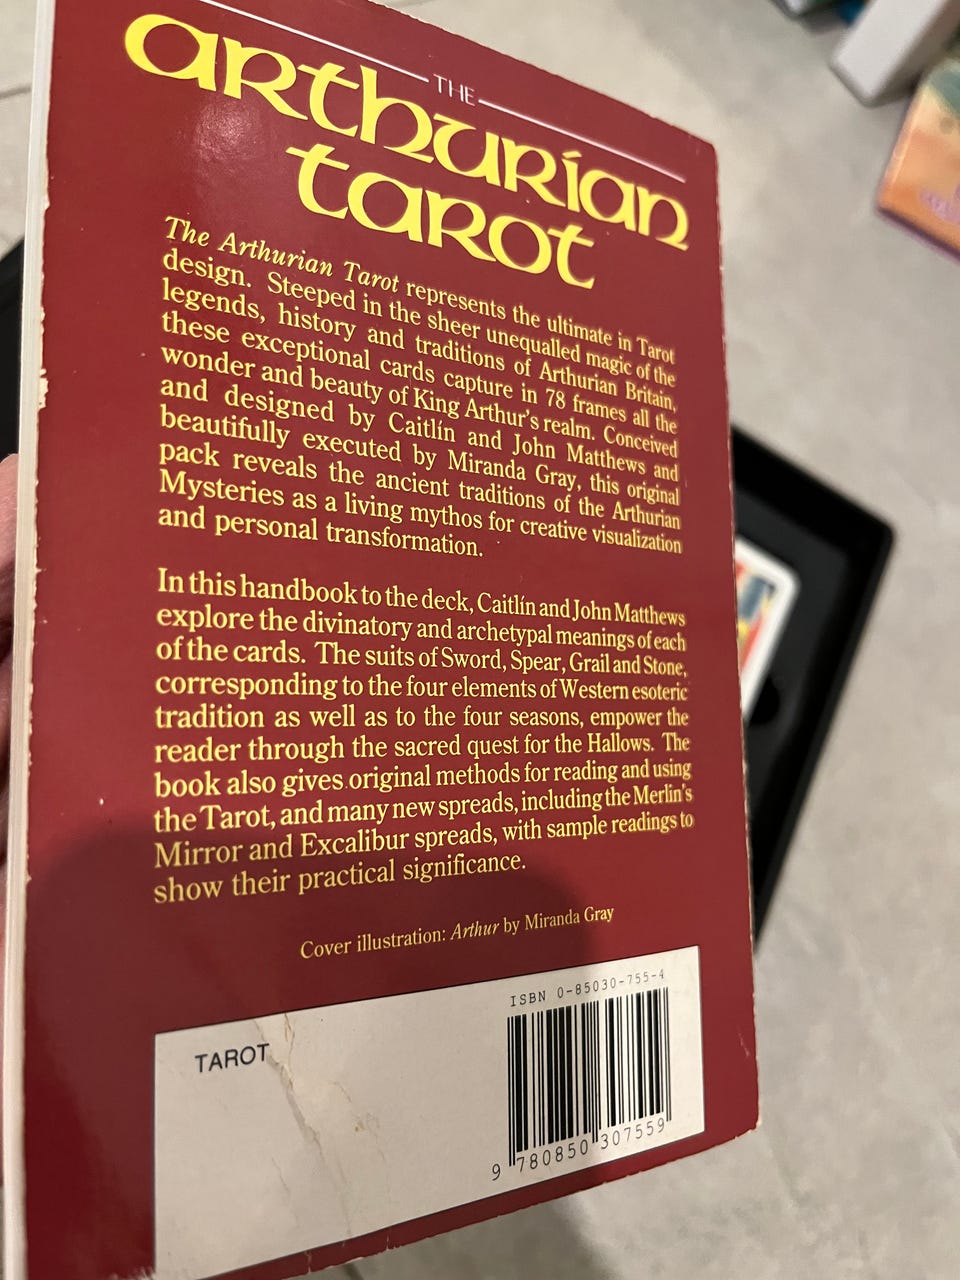 THE
arthurían
tarot
The Arthurian Tarot represents the ultimate in Tarot
design. Steeped in the sheer unequalled magic of the
legends, history and traditions of Arthurian Britain,
these exceptional cards capture in 78 frames all the
wonder and beauty of King Arthur's realm. Conceived
and designed by Caitlín and John Matthews and
beautifully executed by Miranda Gray, this original
pack reveals the ancient traditions of the Arthurian
Mysteries as a living mythos for creative visualization
and personal transformation.
In this handbook to the deck, Caitlín and John Matthews
explore the divinatory and archetypal meanings of each
of the cards. The suits of Sword, Spear, Grail and Stone,
corresponding to the four elements of Western esoteric
tradition as well as to the four seasons, empower the
reader through the sacred quest for the Hallows. The
book also gives original methods for reading and using
the Tarot, and many new spreads, including the Merlin's
Mirror and Excalibur spreads, with sample readings to
show their practical significance.
Cover illustration: Arthur by Miranda Gray
TAROT
ISBN 0-85030-755-4
9 780850 307559